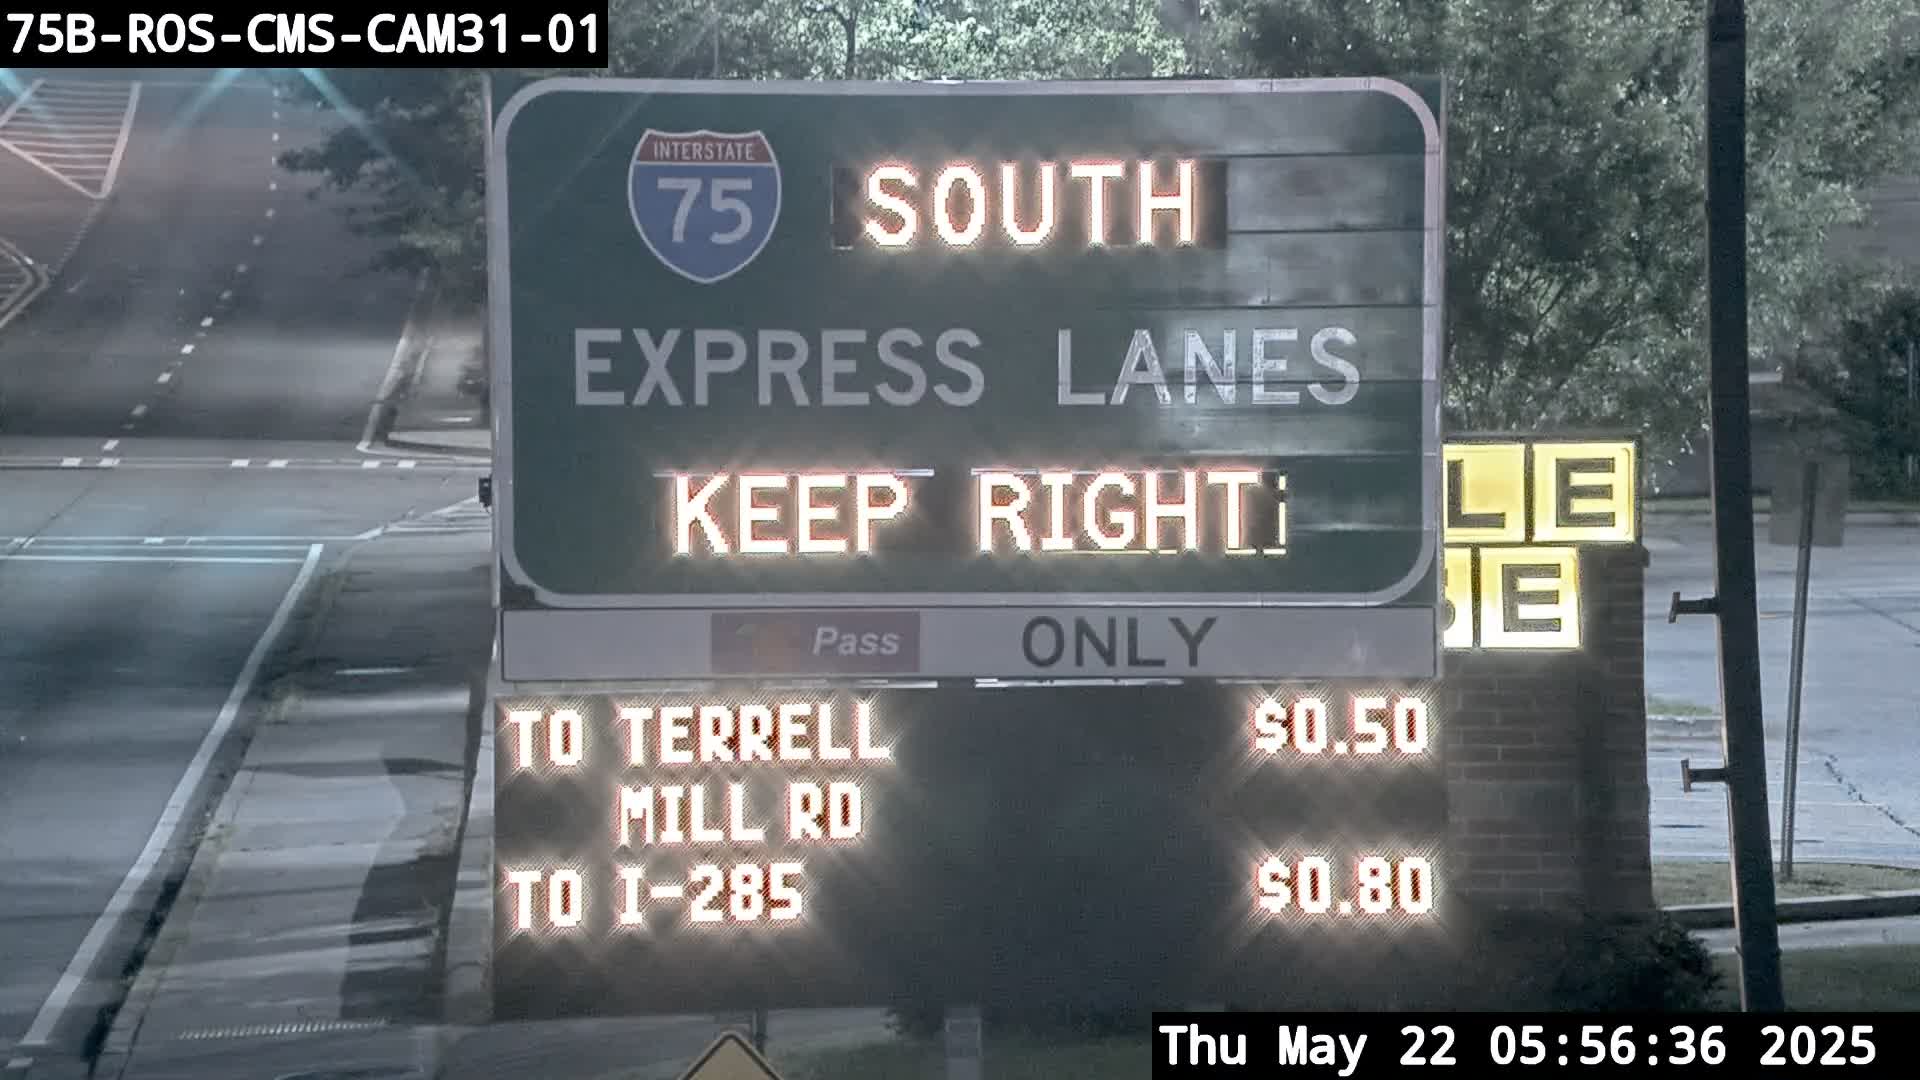 75B-ROS-CMS-CAM31-01
INTERSTATE
75
SOUTH
EXPRESS LANES
KEEP RIGHT
Pass ONLY
TO TERRELL $0.50
MILL RD
TO I-285 $0.80
LE
E
Thu May 22 05:56:36 2025